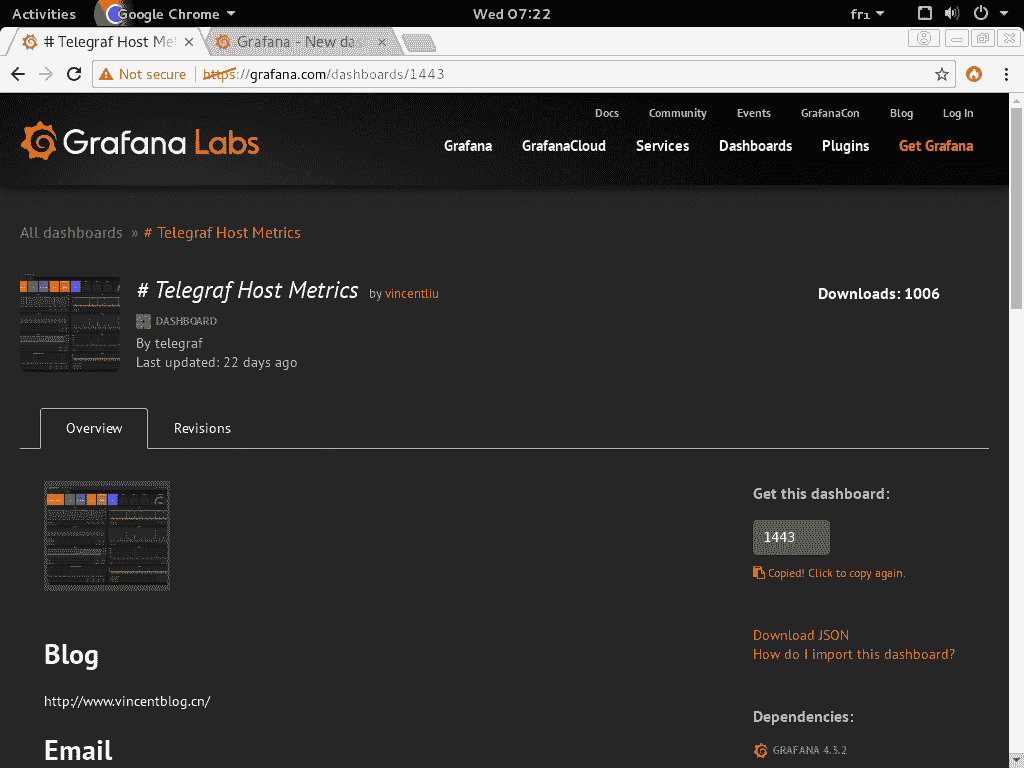 Activities Google Chrome Wed 07:22 fr1
# Telegraf Host Me Grafana - New das
Not secure https://grafana.com/dashboards/1443
Docs Community Events GrafanaCon Blog Log In
Grafana Labs
Grafana GrafanaCloud Services Dashboards Plugins Get Grafana
All dashboards » # Telegraf Host Metrics
# Telegraf Host Metrics by vincentliu
Downloads: 1006
DASHBOARD
By telegraf
Last updated: 22 days ago
Overview Revisions
Get this dashboard:
1443
Copied! Click to copy again.
Download JSON
How do I import this dashboard?
Blog
http://www.vincentblog.cn/
Dependencies:
Email
GRAFANA 4.3.2